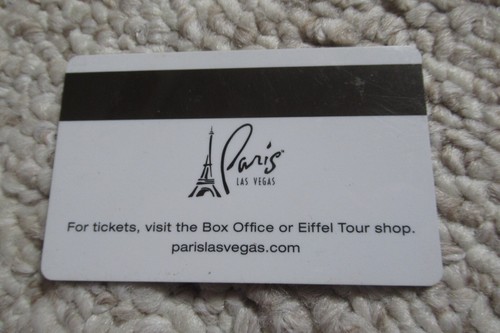 Paris
LAS VEGAS
For tickets, visit the Box Office or Eiffel Tour shop.
parislasvegas.com